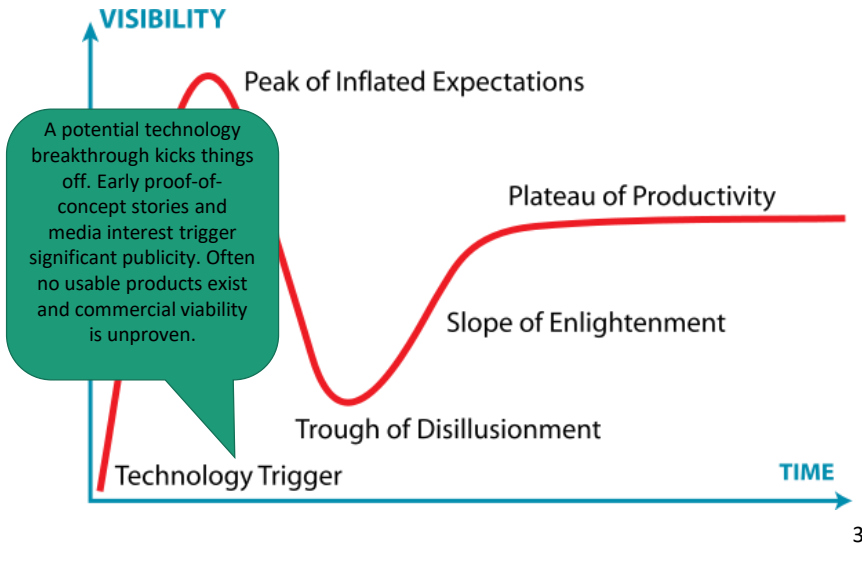 VISIBILITY
Peak of Inflated Expectations
A potential technology
breakthrough kicks things
off. Early proof-of-
concept stories and
media interest trigger
significant publicity. Often
no usable products exist
and commercial viability
is unproven.
Plateau of Productivity
Slope of Enlightenment
Trough of Disillusionment
Technology Trigger
TIME
3